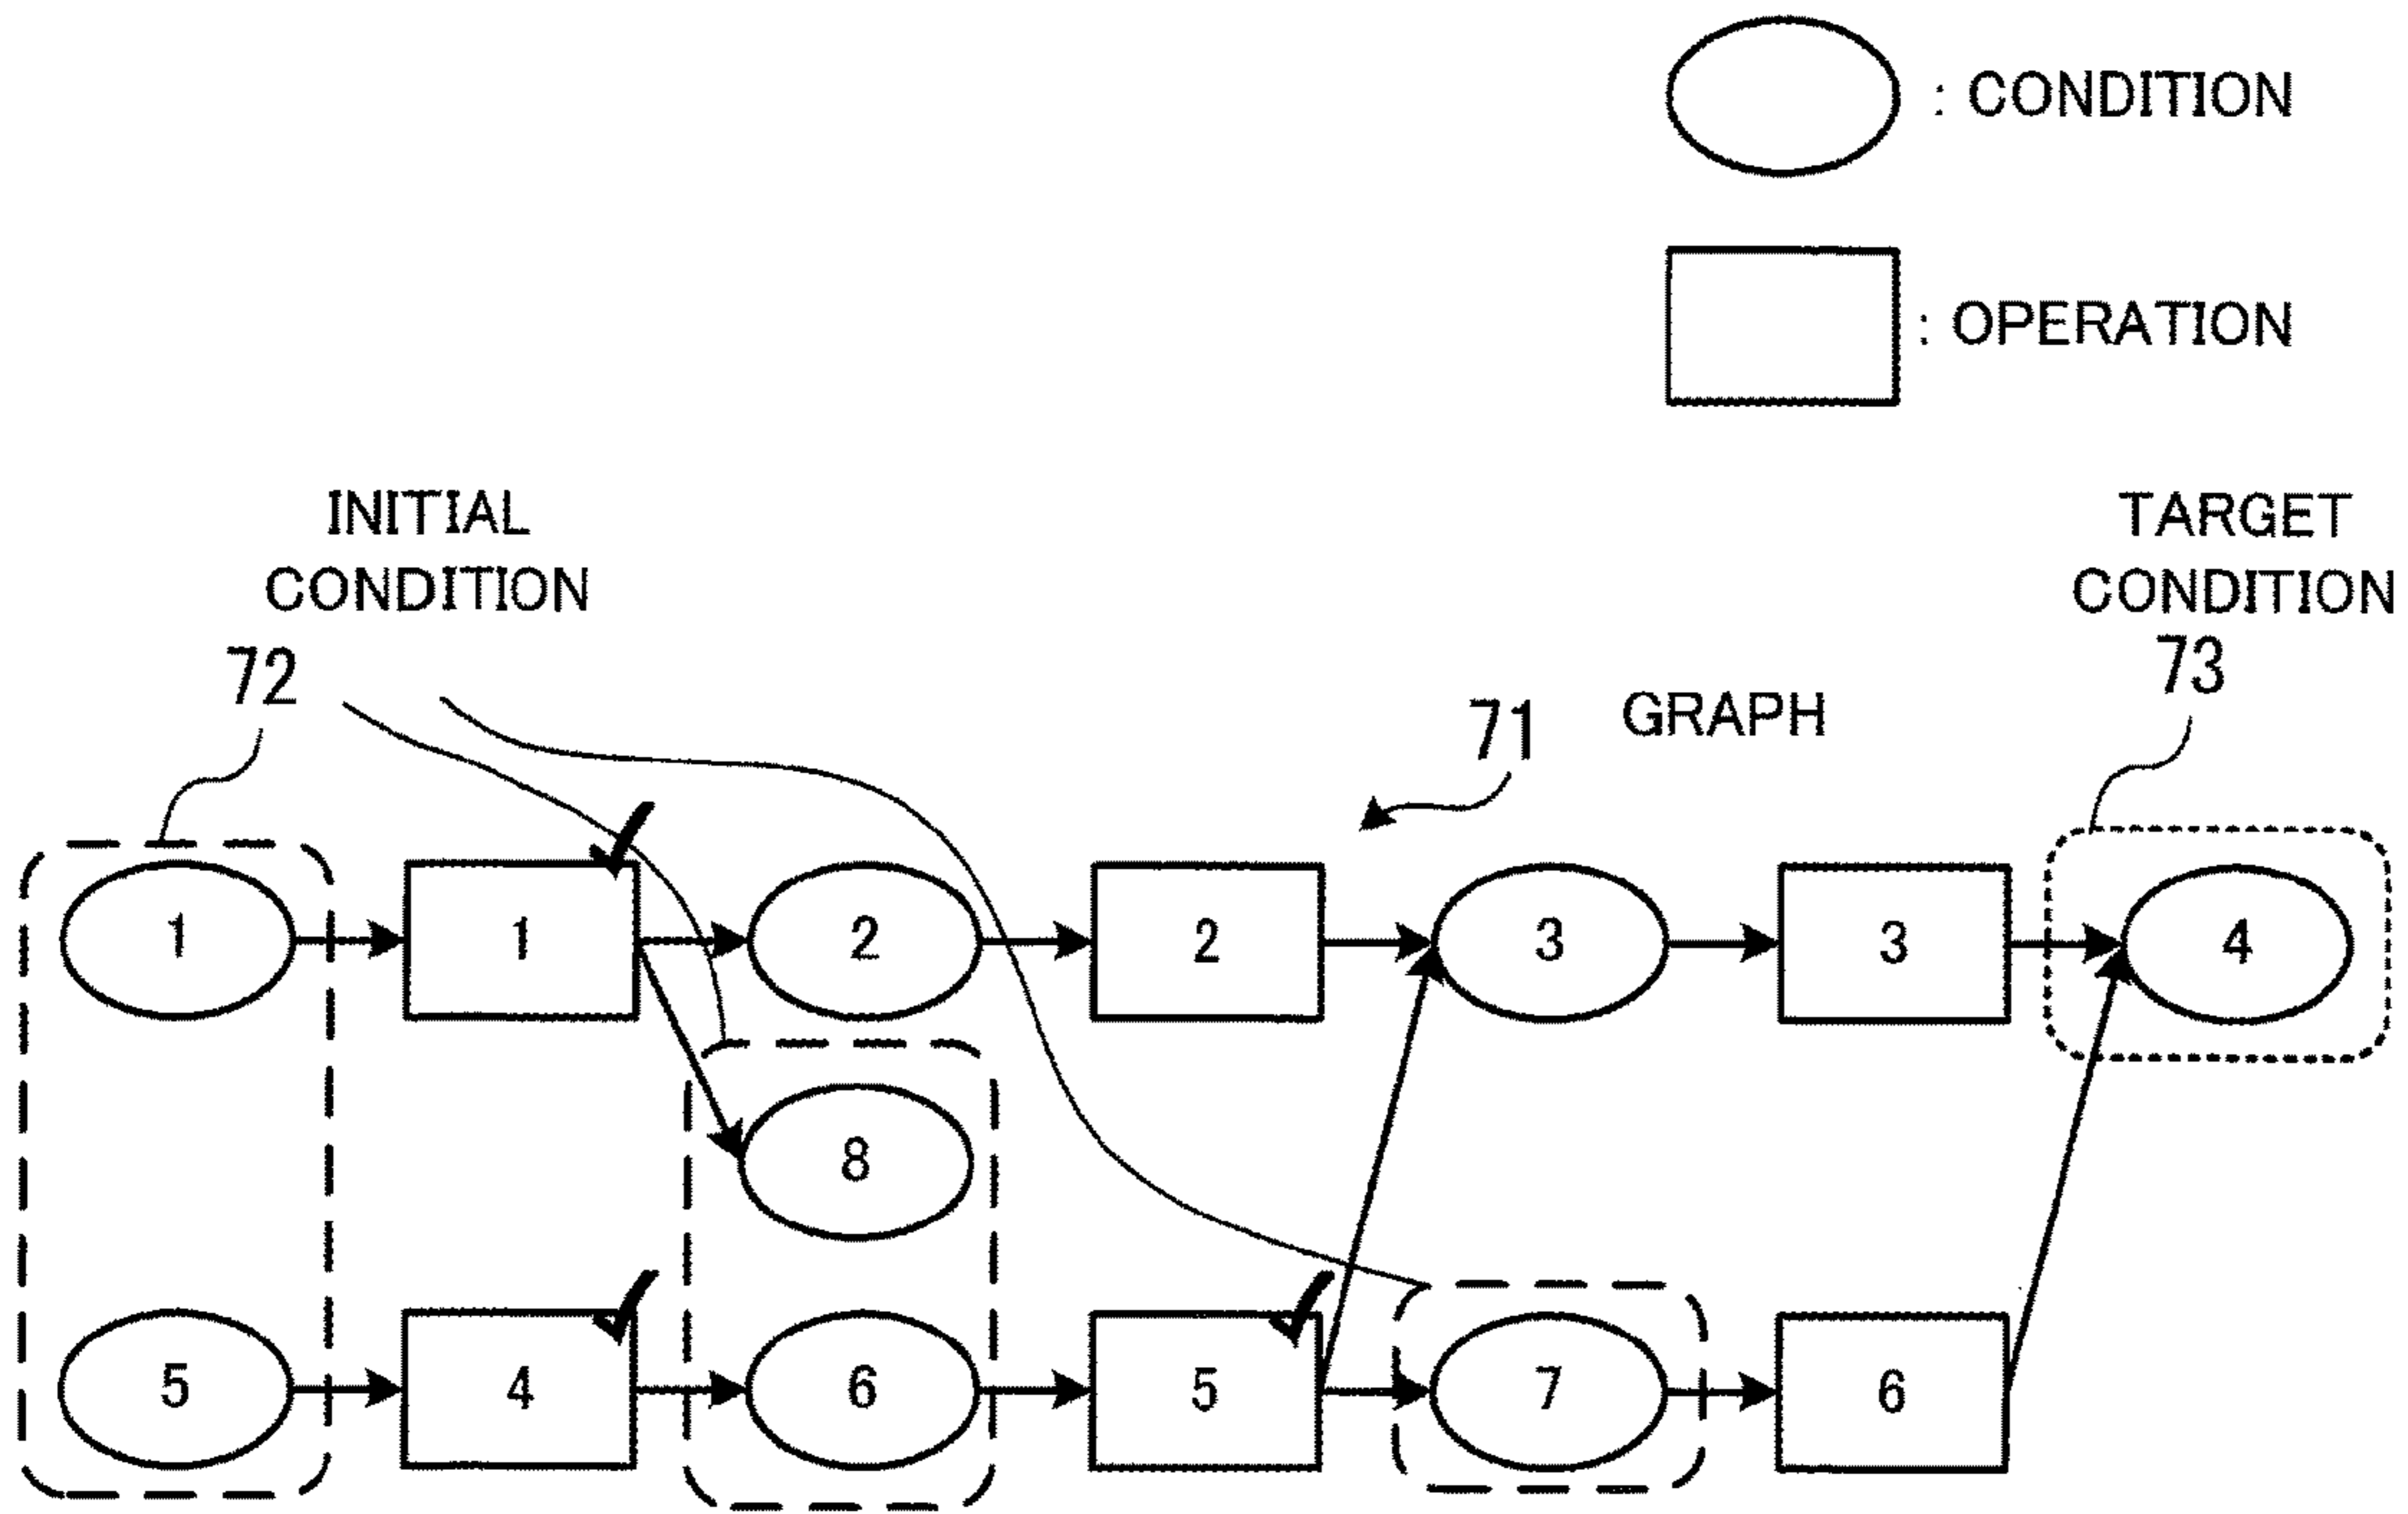 : CONDITION
: OPERATION
INITIAL
CONDITION
72
TARGET
CONDITION
73
71
GRAPH
1
1
2
2
3
3
4
8
5
4
6
5
7
6